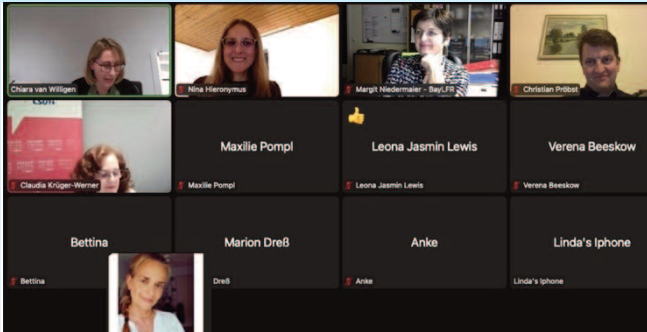 Chiara van Willigen
Nina Hieronymus
Margit Niedermaier - BayLFR
Christian Pröbst
Claudia Krüger-Werner
Maxilie Pompl
Maxilie Pompl
Leona Jasmin Lewis
Leona Jasmin Lewis
Verena Beeskow
Verena Beeskow
Bettina
Bettina
Marion Dreß
Dreß
Anke
Anke
Linda's Iphone
Linda's Iphone